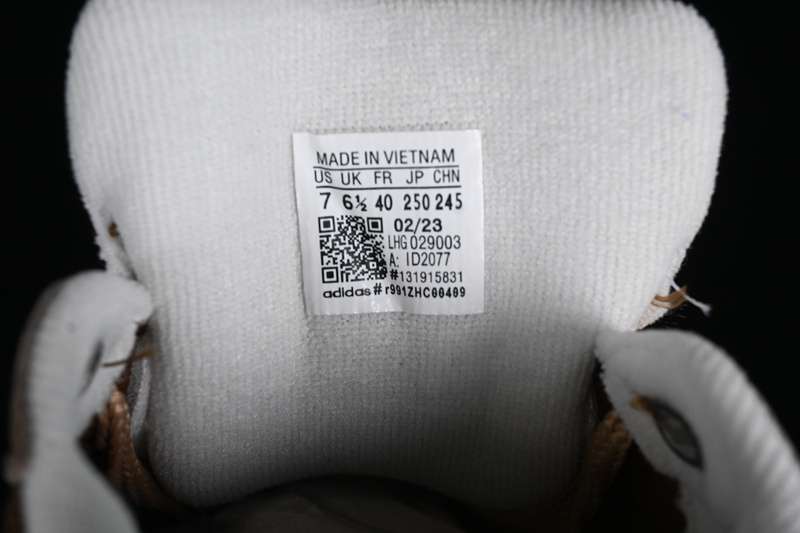 MADE IN VIETNAM
US UK FR JP CHN
7 6½ 40 250 245
02/23
LHG 029003
A: ID2077
#131915831
adidas # r991ZHC00409